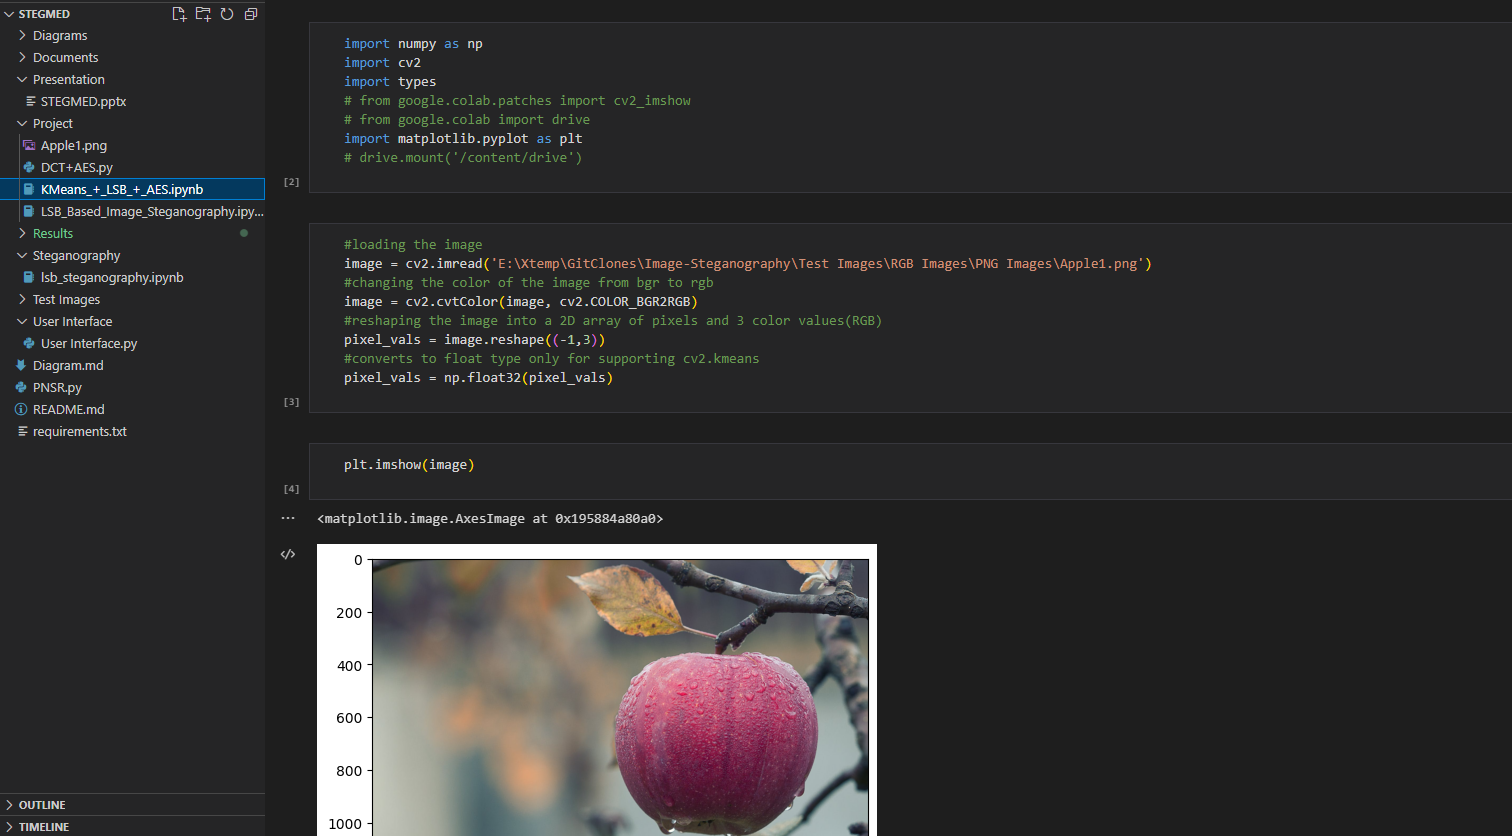 STEGMED
Diagrams
Documents
Presentation
STEGMED.pptx
Project
Apple1.png
DCT+AES.py
KMeans_+_LSB_+_AES.ipynb
LSB_Based_Image_Steganography.ipy...
Results
Steganography
lsb_steganography.ipynb
Test Images
User Interface
User Interface.py
Diagram.md
PNSR.py
README.md
requirements.txt
OUTLINE
TIMELINE
import numpy as np
import cv2
import types
# from google.colab.patches import cv2_imshow
# from google.colab import drive
import matplotlib.pyplot as plt
# drive.mount('/content/drive')
[2]
#loading the image
image = cv2.imread('E:\Xtemp\GitClones\Image-Steganography\Test Images\RGB Images\PNG Images\Apple1.png')
#changing the color of the image from bgr to rgb
image = cv2.cvtColor(image, cv2.COLOR_BGR2RGB)
#reshaping the image into a 2D array of pixels and 3 color values(RGB)
pixel_vals = image.reshape((-1,3))
#converts to float type only for supporting cv2.kmeans
pixel_vals = np.float32(pixel_vals)
[3]
plt.imshow(image)
[4]
... <matplotlib.image.AxesImage at 0x195884a80a0>
</>
0
200
400
600
800
1000